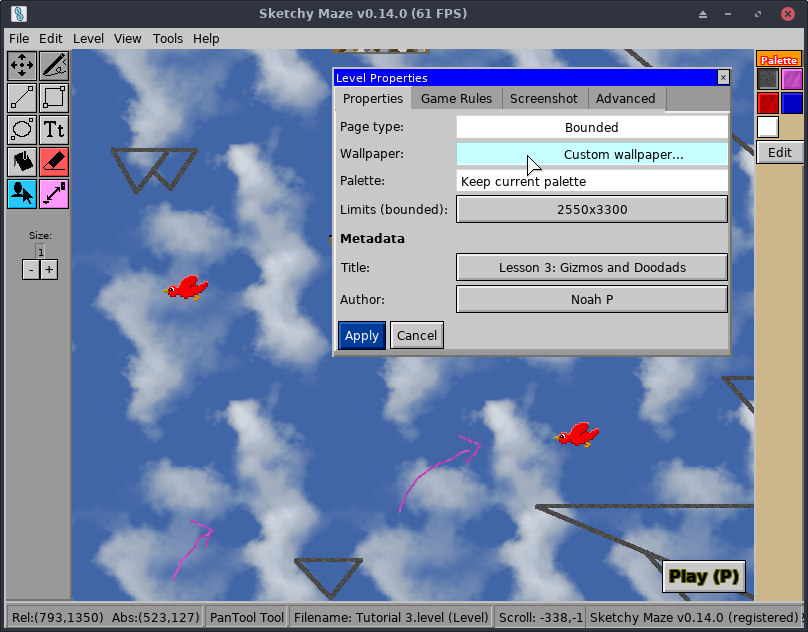 Sketchy Maze v0.14.0 (61 FPS)
File Edit Level View Tools Help
Palette
Level Properties
Properties Game Rules Screenshot Advanced
Page type: Bounded
Wallpaper: Custom wallpaper...
Palette: Keep current palette
Limits (bounded): 2550x3300
Metadata
Title: Lesson 3: Gizmos and Doodads
Author: Noah P
Apply Cancel
Tt
Edit
Size:
1
- +
Play (P)
Rel:(793,1350) Abs:(523,127) PanTool Tool Filename: Tutorial 3.level (Level) Scroll: -338,-1 Sketchy Maze v0.14.0 (registered)